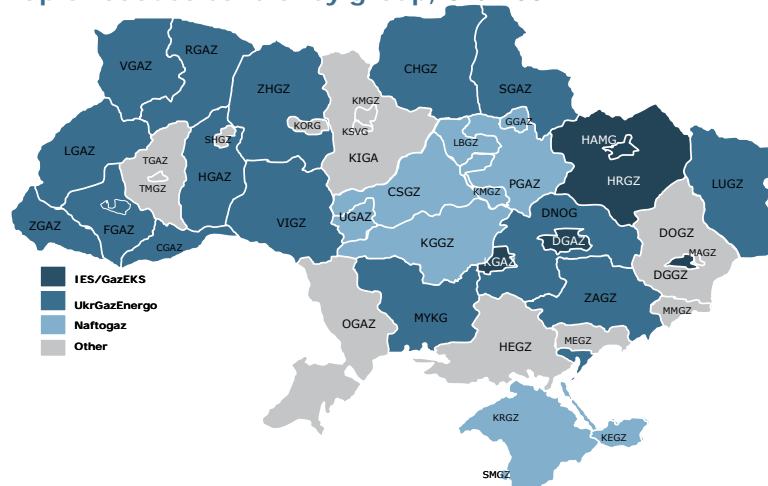 VGAZ
RGAZ
ZHGZ
CHGZ
SGAZ
KMGZ
KORG
KSVG
GGAZ
HAMG
LGAZ
SHGZ
LBGZ
TGAZ
KIGA
TMGZ
HGAZ
CSGZ
KMGZ
PGAZ
HRGZ
LUGZ
ZGAZ
FGAZ
VIGZ
UGAZ
DNOG
DOGZ
CGAZ
KGGZ
DGAZ
MAGZ
KGAZ
DGGZ
IES/GazEKS
UkrGazEnergo
Naftogaz
Other
OGAZ
MYKG
ZAGZ
MMGZ
HEGZ
MEGZ
KRGZ
KEGZ
SMGZ